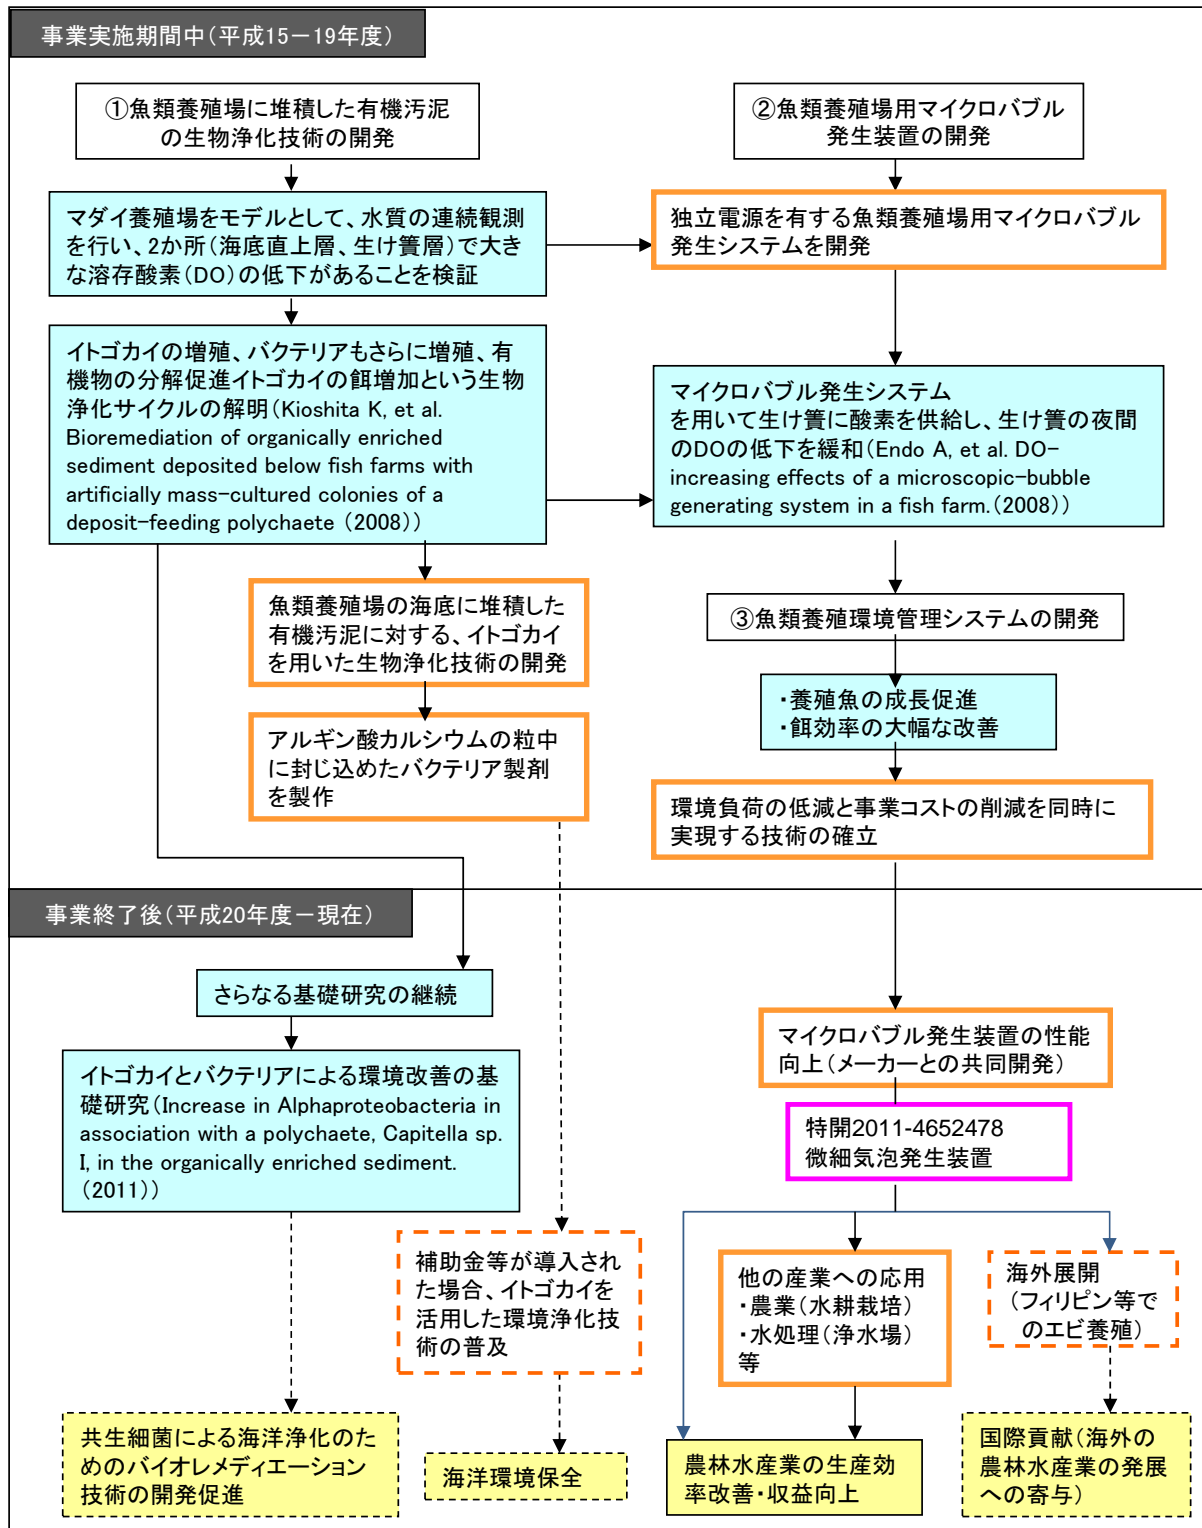 事業実施期間中（平成15－19年度）
①魚類養殖場に堆積した有機汚泥
の生物浄化技術の開発
②魚類養殖場用マイクロバブル
発生装置の開発
マダイ養殖場をモデルとして、水質の連続観測
を行い、2か所（海底直上層、生け簀層）で大き
な溶存酸素（DO）の低下があることを検証
独立電源を有する魚類養殖場用マイクロバブル
発生システムを開発
イトゴカイの増殖、バクテリアもさらに増殖、有
機物の分解促進イトゴカイの餌増加という生物
浄化サイクルの解明（Kioshita K, et al.
Bioremediation of organically enriched
sediment deposited below fish farms with
artificially mass-cultured colonies of a
deposit-feeding polychaete （2008））
マイクロバブル発生システム
を用いて生け簀に酸素を供給し、生け簀の夜間
のDOの低下を緩和（Endo A, et al. DO-
increasing effects of a microscopic-bubble
generating system in a fish farm.（2008））
魚類養殖場の海底に堆積した
有機汚泥に対する、イトゴカイ
を用いた生物浄化技術の開発
③魚類養殖環境管理システムの開発
・養殖魚の成長促進
・餌効率の大幅な改善
アルギン酸カルシウムの粒中
に封じ込めたバクテリア製剤
を製作
環境負荷の低減と事業コストの削減を同時に
実現する技術の確立
事業終了後（平成20年度－現在）
さらなる基礎研究の継続
イトゴカイとバクテリアによる環境改善の基
礎研究（Increase in Alphaproteobacteria in
association with a polychaete, Capitella sp.
I, in the organically enriched sediment.
（2011））
マイクロバブル発生装置の性能
向上（メーカーとの共同開発）
特開2011-4652478
微細気泡発生装置
補助金等が導入され
た場合、イトゴカイを
活用した環境浄化技
術の普及
他の産業への応用
・農業（水耕栽培）
・水処理（浄水場）
等
海外展開
（フィリピン等で
のエビ養殖）
共生細菌による海洋浄化のた
めのバイオレメディエーション
技術の開発促進
海洋環境保全
農林水産業の生産効
率改善・収益向上
国際貢献（海外の
農林水産業の発展
への寄与）